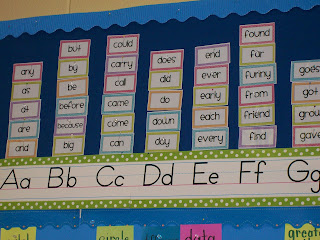 any
as
at
are
and
but
by
be
before
because
big
could
carry
call
came
come
can
does
did
do
down
day
end
ever
early
each
every
found
far
funny
from
friend
find
goes
got
grow
gave
Aa Bb Cc Dd Ee Ff Gg
circle
data